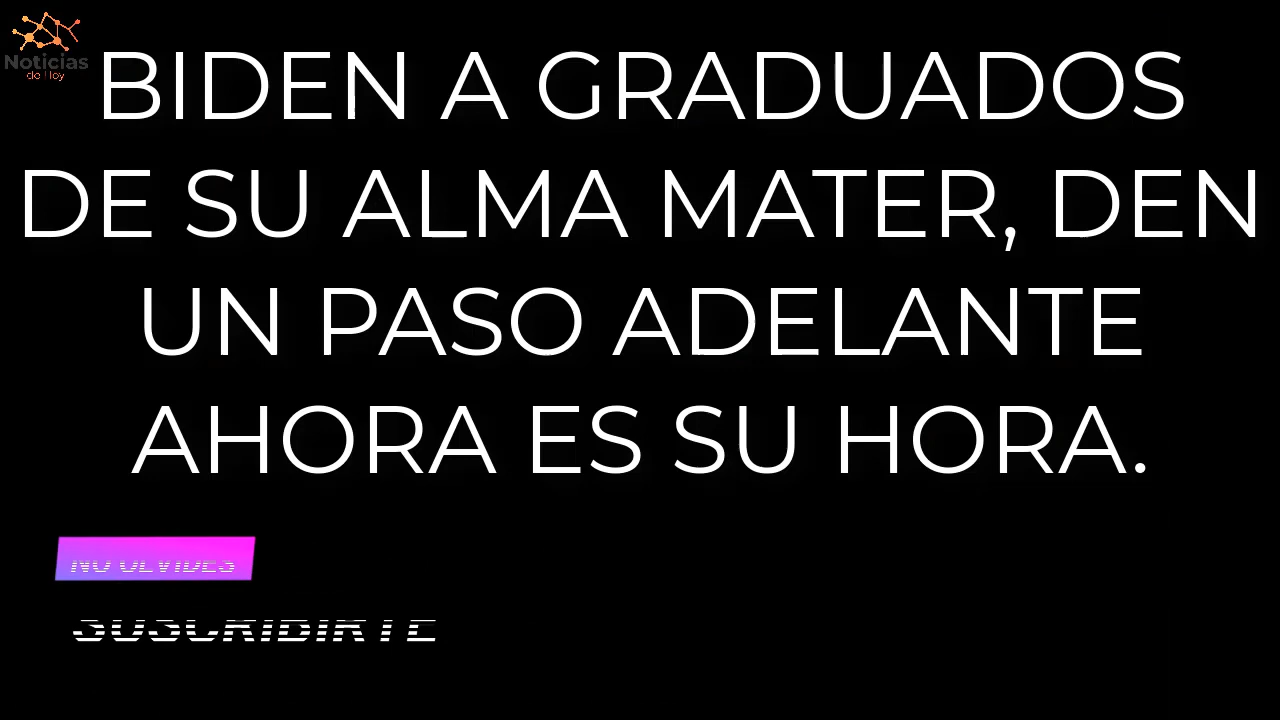 Noticias
de Hoy
BIDEN A GRADUADOS
DE SU ALMA MATER, DEN
UN PASO ADELANTE
AHORA ES SU HORA.
NO OLVIDES
SUSCRIBIRTE